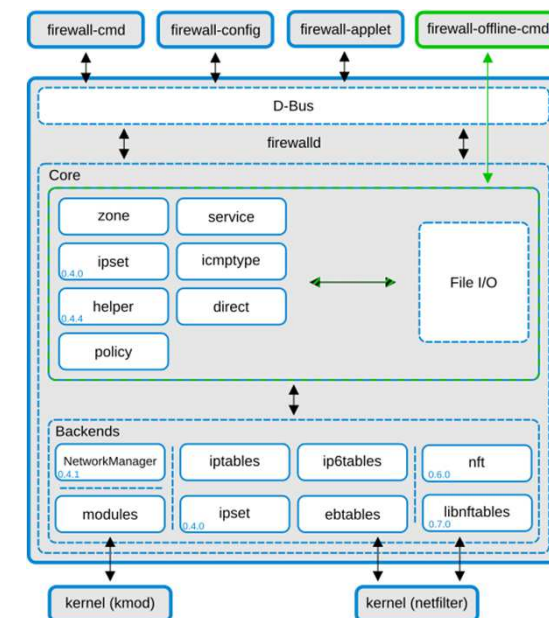 firewall-cmd
firewall-config
firewall-applet
firewall-offline-cmd
D-Bus
firewalld
Core
zone
service
ipset
0.4.0
icmptype
helper
0.4.4
direct
policy
File I/O
Backends
NetworkManager
0.4.1
iptables
ip6tables
nft
0.6.0
modules
ipset
0.4.0
ebtables
libnftables
0.7.0
kernel (kmod)
kernel (netfilter)